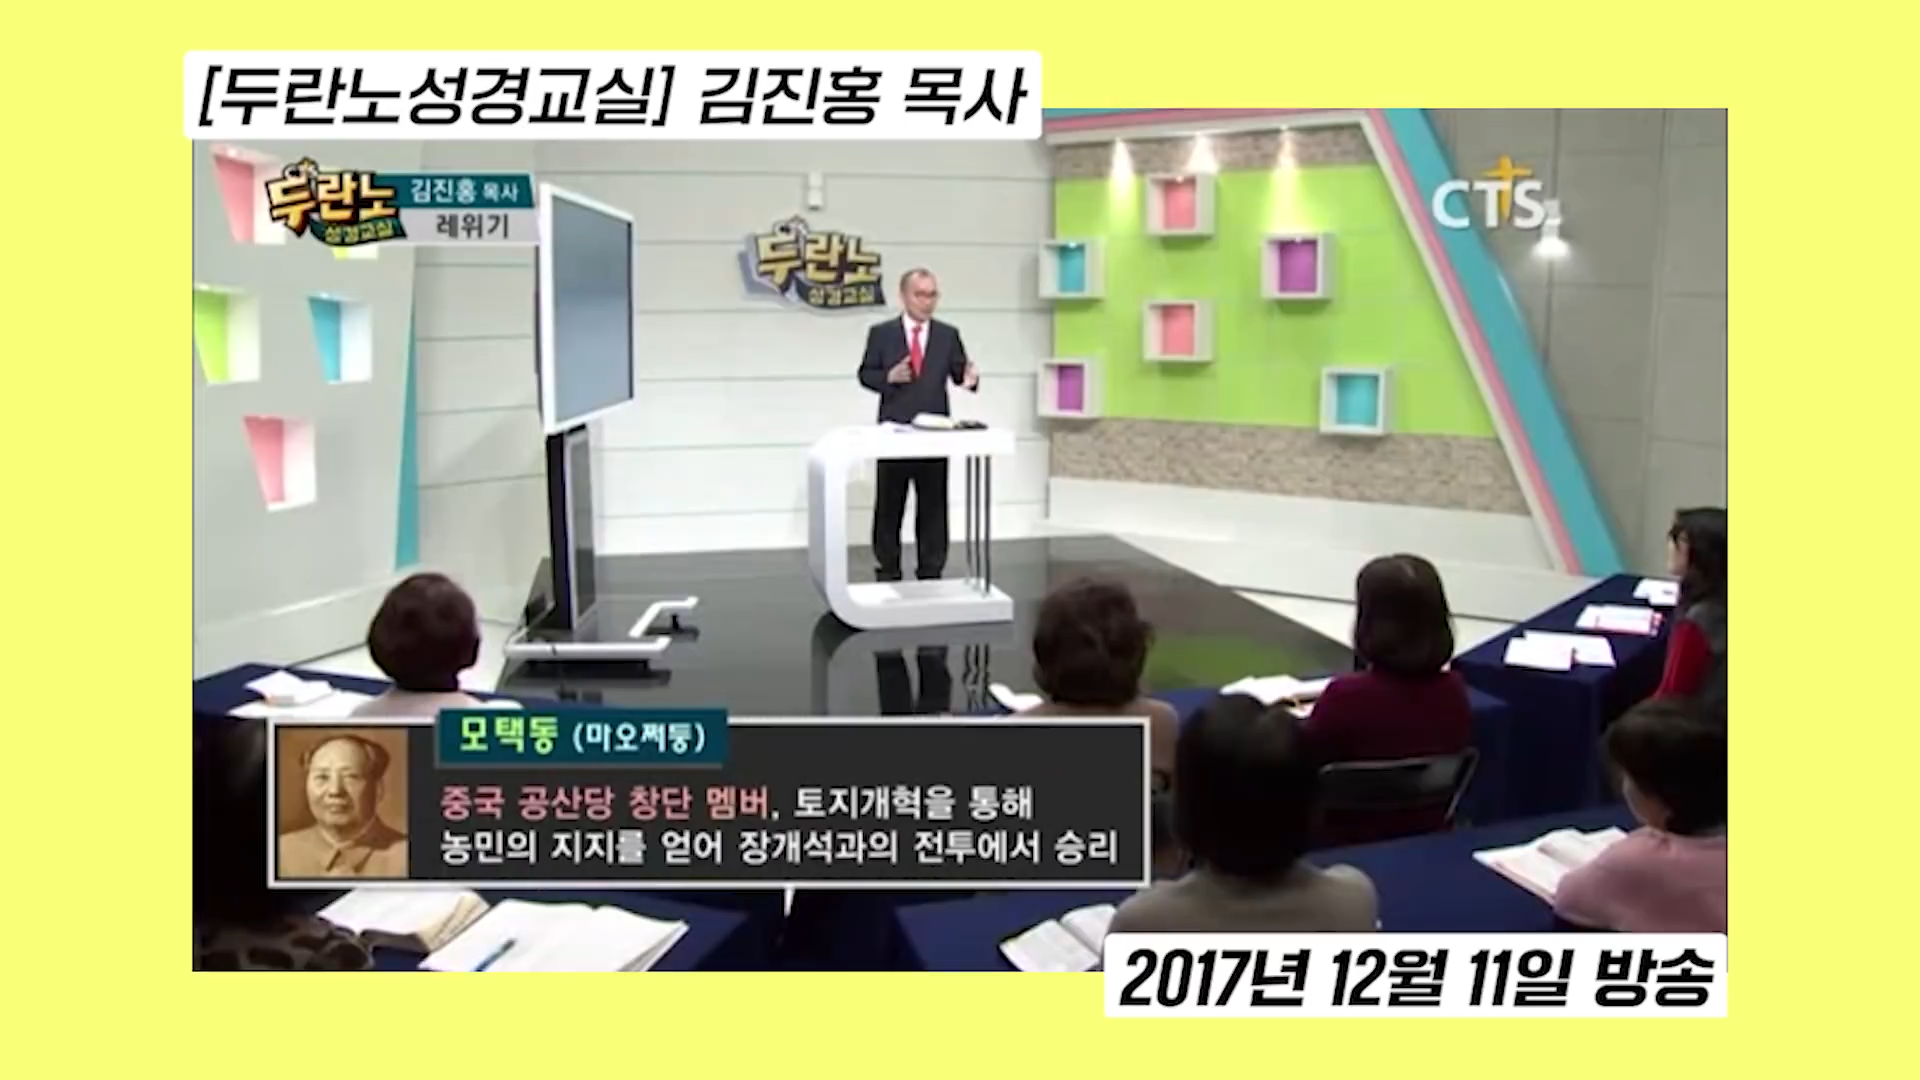 [두란노성경교실] 김진홍 목사
두란노
성경교실
김진홍 목사
레위기
CTS
두란노
성경교실
모택동 (마오쩌둥)
중국 공산당 창단 멤버, 토지개혁을 통해
농민의 지지를 얻어 장개석과의 전투에서 승리
2017년 12월 11일 방송